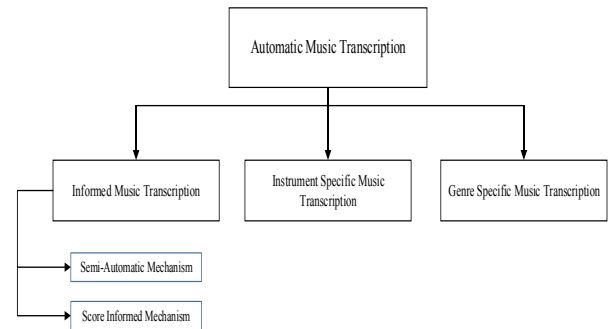 Automatic Music Transcription
Informed Music Transcription
Instrument Specific Music
Transcription
Genre Specific Music Transcription
Semi-Automatic Mechanism
Score Informed Mechanism